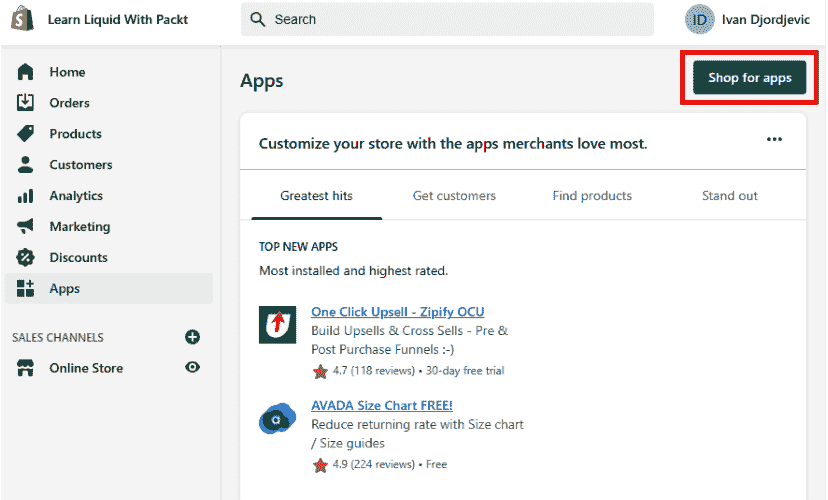 Learn Liquid With Packt
Search
ID
Ivan Djordjevic
Home
Orders
Products
Customers
Analytics
Marketing
Discounts
Apps
SALES CHANNELS
Online Store
Apps
Shop for apps
Customize your store with the apps merchants love most.
Greatest hits
Get customers
Find products
Stand out
TOP NEW APPS
Most installed and highest rated.
One Click Upsell - Zipify OCU
Build Upsells & Cross Sells - Pre &
Post Purchase Funnels :-)
4.7 (118 reviews) • 30-day free trial
AVADA Size Chart FREE!
Reduce returning rate with Size chart
/ Size guides
4.9 (224 reviews) • Free